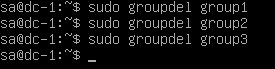 sa@dc-1:~$ sudo groupdel group1
sa@dc-1:~$ sudo groupdel group2
sa@dc-1:~$ sudo groupdel group3
sa@dc-1:~$ _